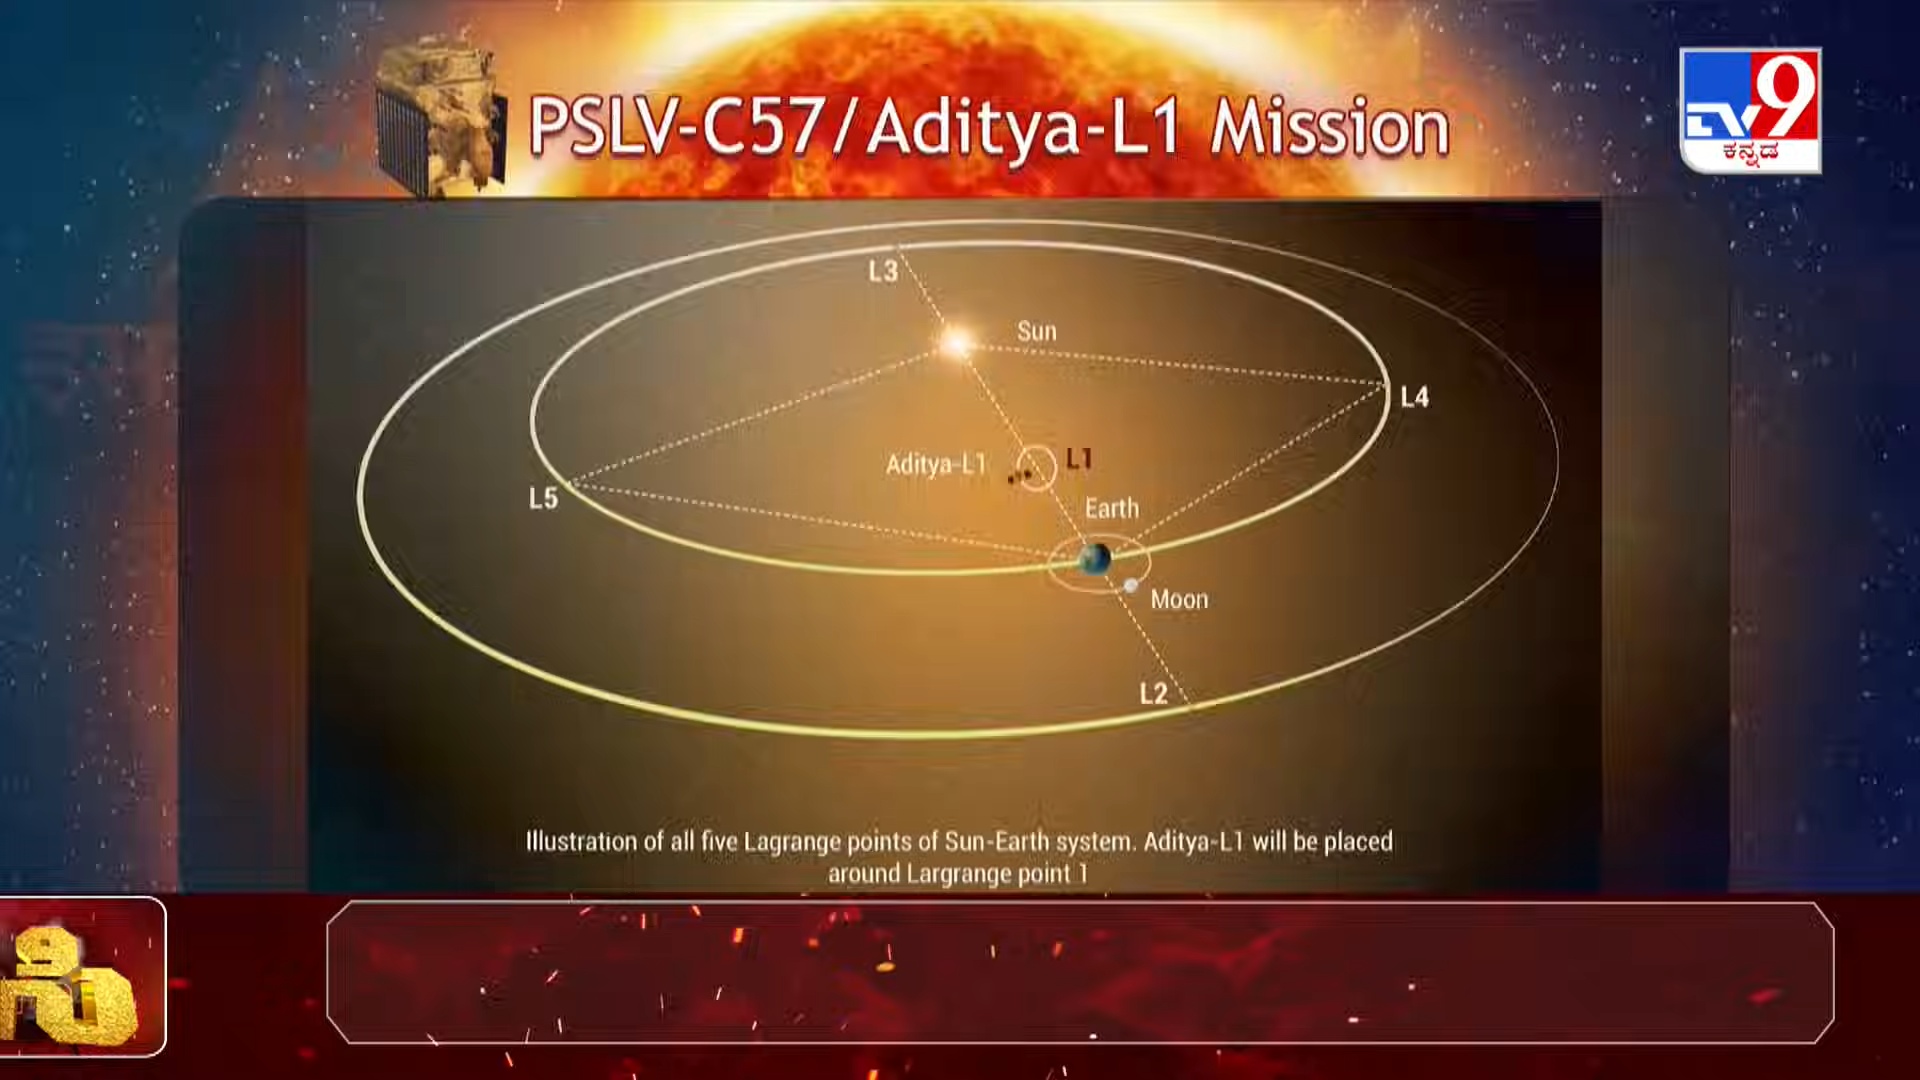 PSLV-C57/Aditya-L1 Mission
TV9
ಕನ್ನಡ
L3
Sun
L4
Aditya-L1
L1
L5
Earth
Moon
L2
Illustration of all five Lagrange points of Sun-Earth system. Aditya-L1 will be placed
around Largrange point 1